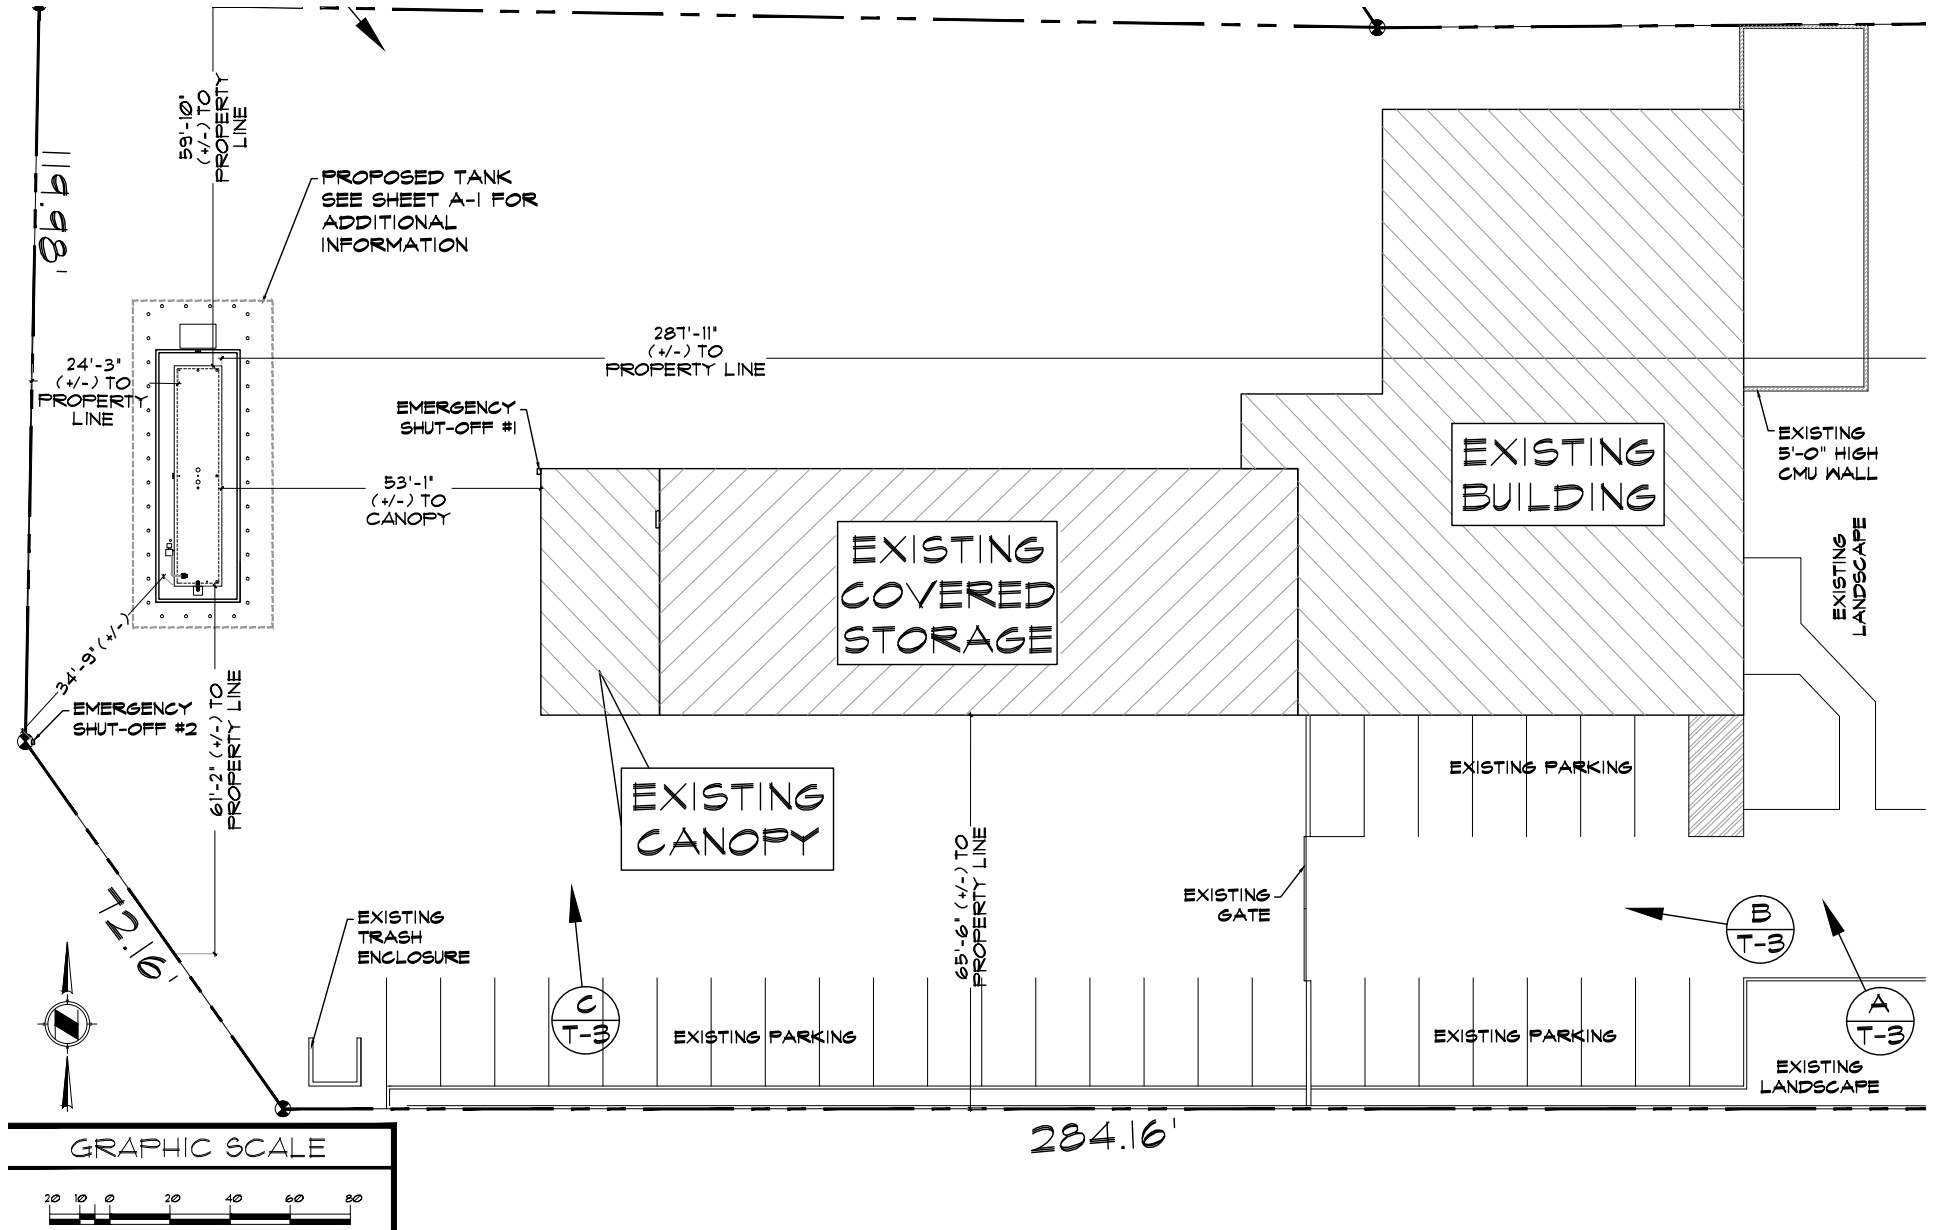 59'-10"
(+/-) TO
PROPERTY
LINE
119.98'
PROPOSED TANK
SEE SHEET A-1 FOR
ADDITIONAL
INFORMATION
287'-11"
(+/-) TO
PROPERTY LINE
24'-3"
(+/-) TO
PROPERTY
LINE
EMERGENCY
SHUT-OFF #1
53'-1"
(+/-) TO
CANOPY
EXISTING
BUILDING
EXISTING
5'-0" HIGH
CMU WALL
EXISTING
COVERED
STORAGE
EXISTING
LANDSCAPE
34'-9" (+/-)
EMERGENCY
SHUT-OFF #2
61'-2" (+/-) TO
PROPERTY LINE
EXISTING
CANOPY
EXISTING PARKING
65'-6" (+/-) TO
PROPERTY LINE
EXISTING
GATE
72.16'
EXISTING
TRASH
ENCLOSURE
B
T-3
C
T-3
A
T-3
EXISTING PARKING
EXISTING PARKING
EXISTING
LANDSCAPE
284.16'
GRAPHIC SCALE
20 10 0 20 40 60 80